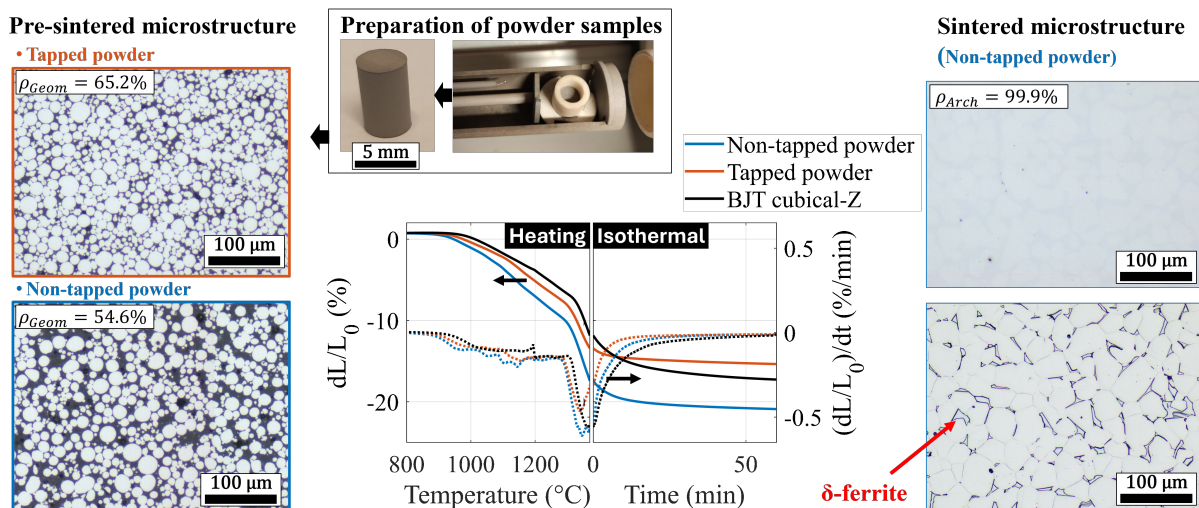 Pre-sintered microstructure
• Tapped powder
ρGeom = 65.2%
100 μm
• Non-tapped powder
ρGeom = 54.6%
100 μm
Preparation of powder samples
5 mm
Non-tapped powder
Tapped powder
BJT cubical-Z
Heating
Isothermal
dL/L0 (%)
0
-10
-20
800
1000
1200
Temperature (°C)
0
50
Time (min)
0.5
0
-0.5
(dL/L0)/dt (%/min)
Sintered microstructure
(Non-tapped powder)
ρArch = 99.9%
100 μm
δ-ferrite
100 μm